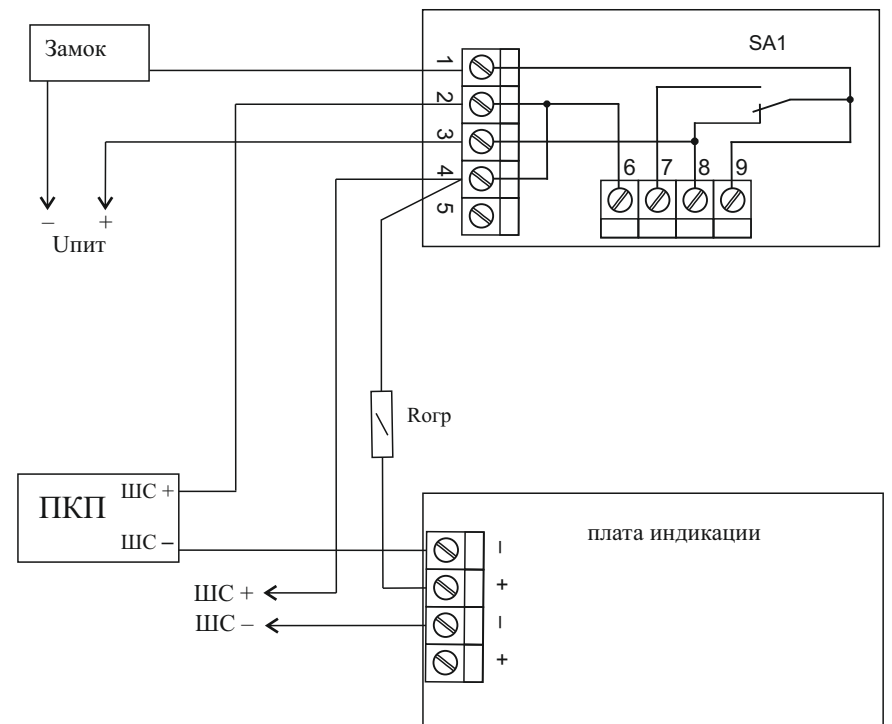 Замок
SA1
1
2
3
4
5
6 7 8 9
– +
Uпит
Rогр
ПКП
ШС +
ШС –
плата индикации
–
+
–
+
ШС +
ШС –